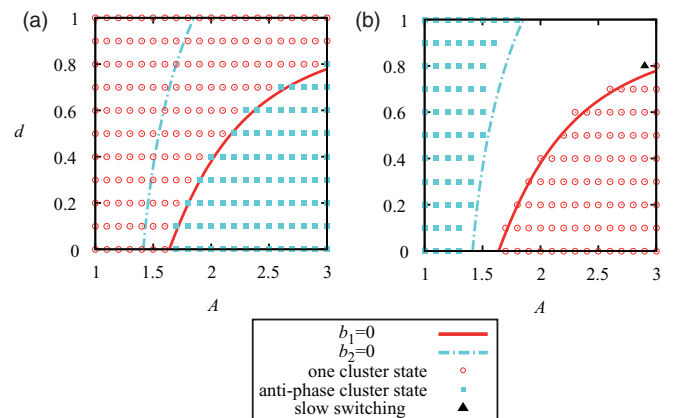 (a)
(b)
1
0.8
0.6
0.4
0.2
0
d
1
1.5
2
2.5
3
A
1
0.8
0.6
0.4
0.2
0
1
1.5
2
2.5
3
A
b1=0
b2=0
one cluster state
anti-phase cluster state
slow switching